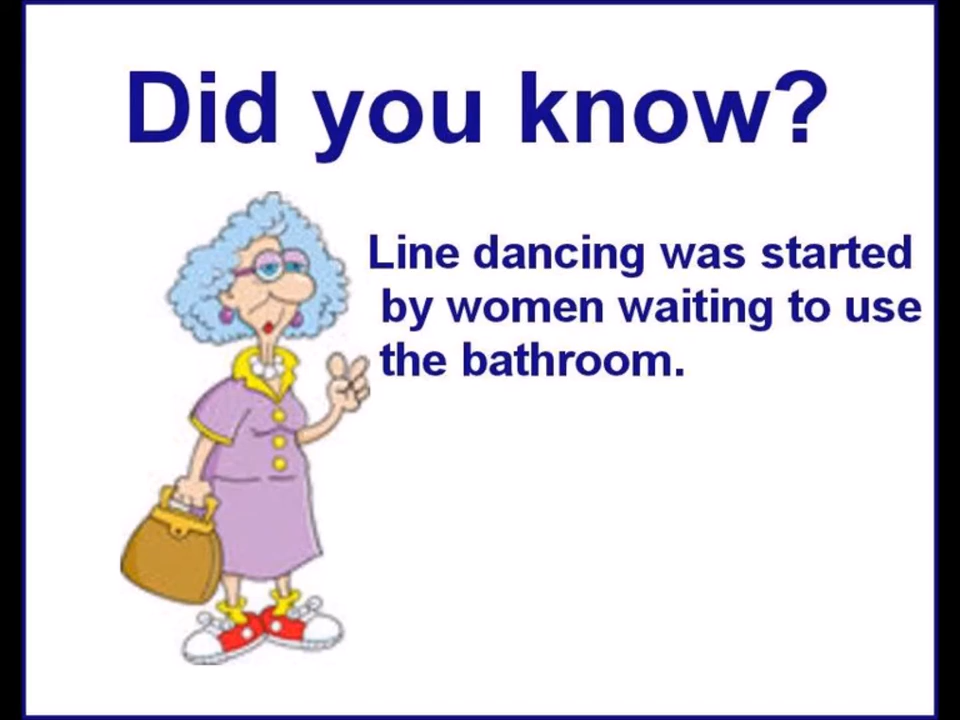 Did you know?
Line dancing was started
by women waiting to use
the bathroom.